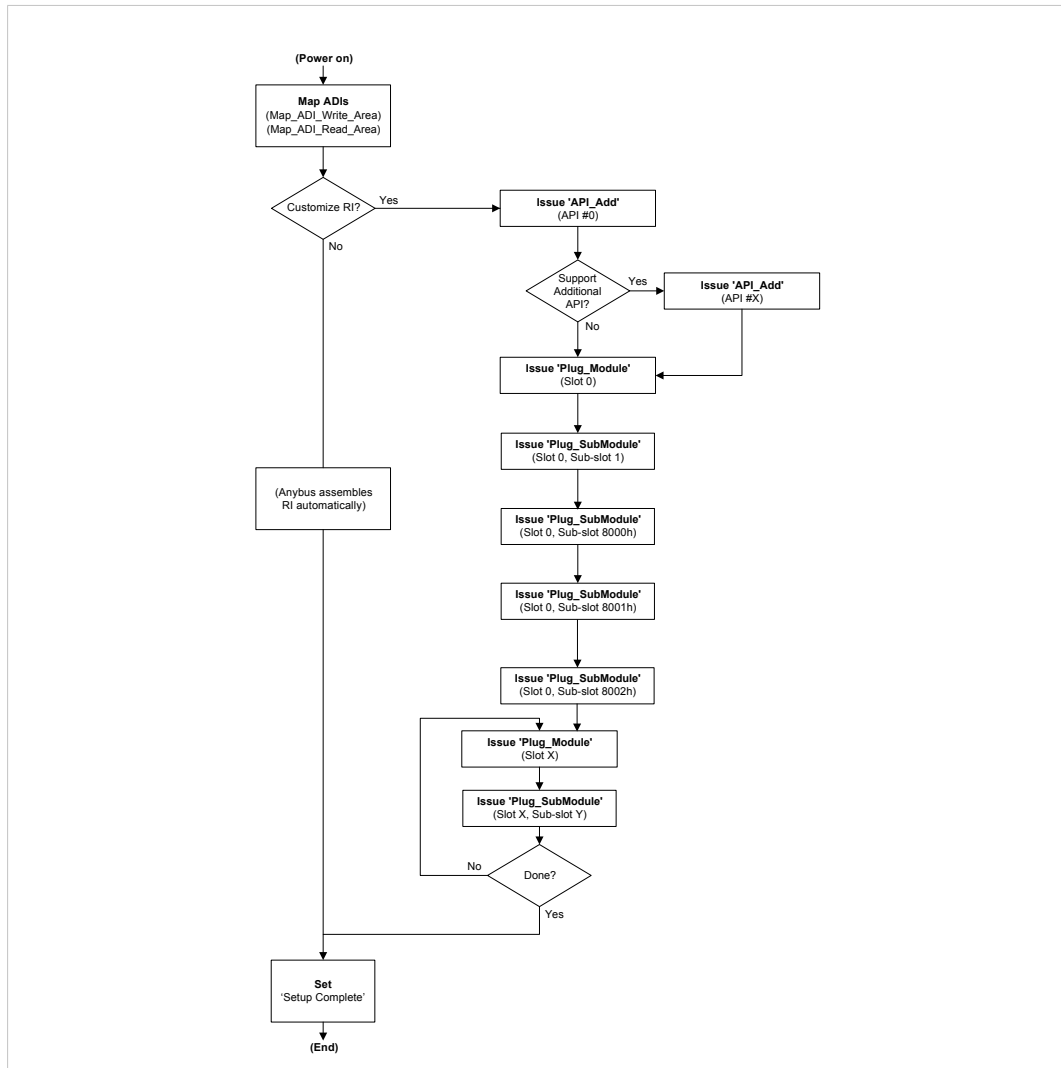 (Power on)
Map ADIs
(Map_ADI_Write_Area)
(Map_ADI_Read_Area)
Customize RI?
Yes
No
Issue 'API_Add'
(API #0)
Support
Additional
API?
Yes
No
Issue 'API_Add'
(API #X)
Issue 'Plug_Module'
(Slot 0)
Issue 'Plug_SubModule'
(Slot 0, Sub-slot 1)
(Anybus assembles
RI automatically)
Issue 'Plug_SubModule'
(Slot 0, Sub-slot 8000h)
Issue 'Plug_SubModule'
(Slot 0, Sub-slot 8001h)
Issue 'Plug_SubModule'
(Slot 0, Sub-slot 8002h)
Issue 'Plug_Module'
(Slot X)
Issue 'Plug_SubModule'
(Slot X, Sub-slot Y)
No
Done?
Yes
Set
‘Setup Complete’
(End)